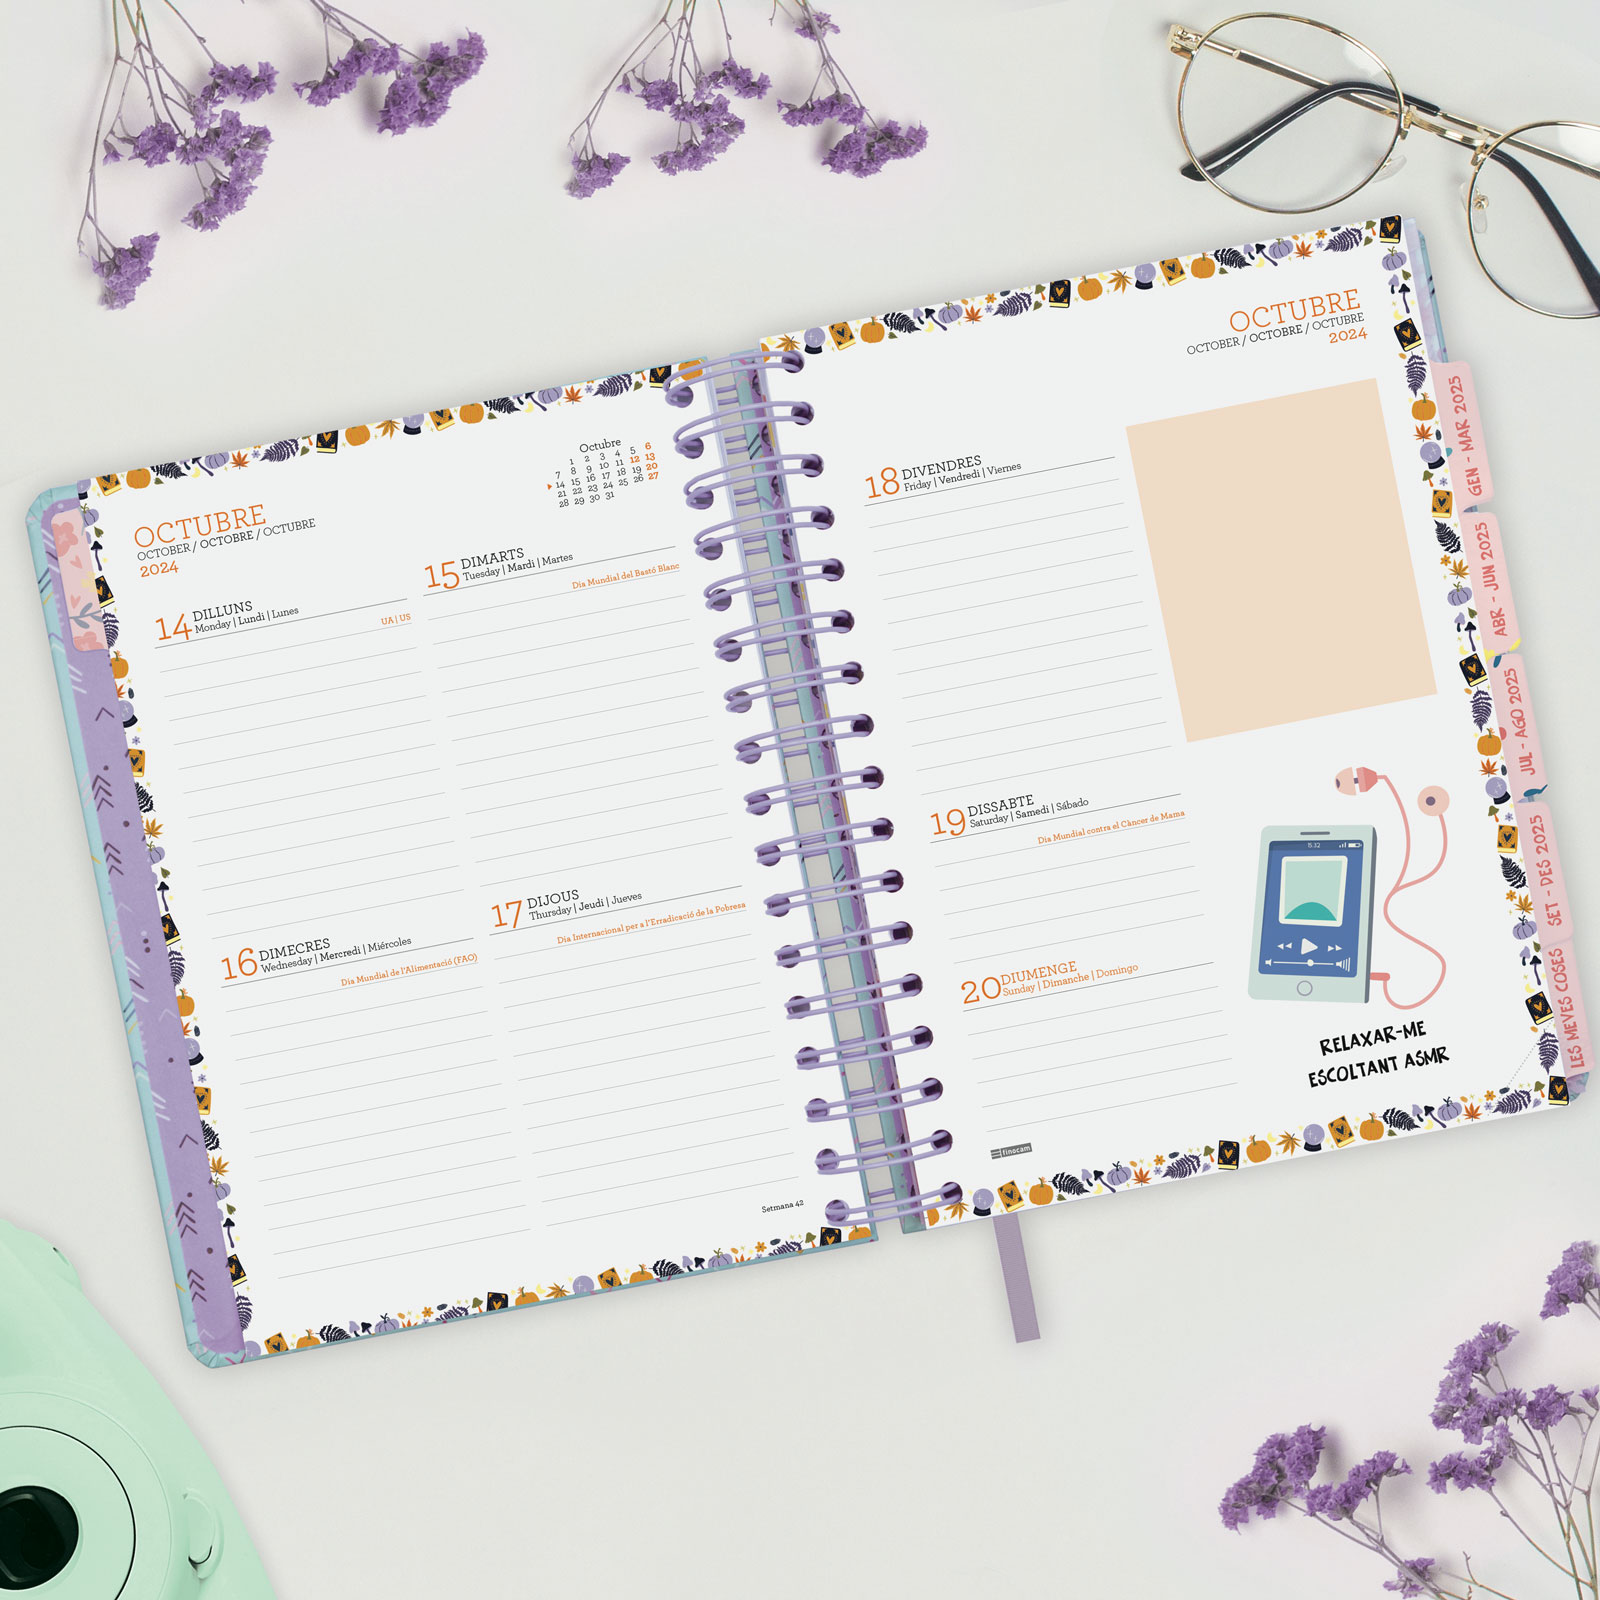 OCTUBRE
OCTOBER / OCTOBRE / OCTUBRE
2024
Octubre
1 2 3 4 5 6
7 8 9 10 11 12 13
14 15 16 17 18 19 20
21 22 23 24 25 26 27
28 29 30 31
14 DILLUNS
Monday | Lundi | Lunes
UA | US
15 DIMARTS
Tuesday | Mardi | Martes
Dia Mundial del Bastó Blanc
16 DIMECRES
Wednesday | Mercredi | Miércoles
Dia Mundial de l'Alimentació (FAO)
17 DIJOUS
Thursday | Jeudi | Jueves
Dia Internacional per a l'Erradicació de la Pobresa
Setmana 42
OCTUBRE
OCTOBER / OCTOBRE / OCTUBRE
2024
18 DIVENDRES
Friday | Vendredi | Viernes
19 DISSABTE
Saturday | Samedi | Sábado
Dia Mundial contra el Càncer de Mama
20 DIUMENGE
Sunday | Dimanche | Domingo
15:32
RELAXAR-ME
ESCOLTANT ASMR
finocam
GEN - MAR 2025
ABR - JUN 2025
JUL - AGO 2025
SET - DES 2025
LES MEVES COSES